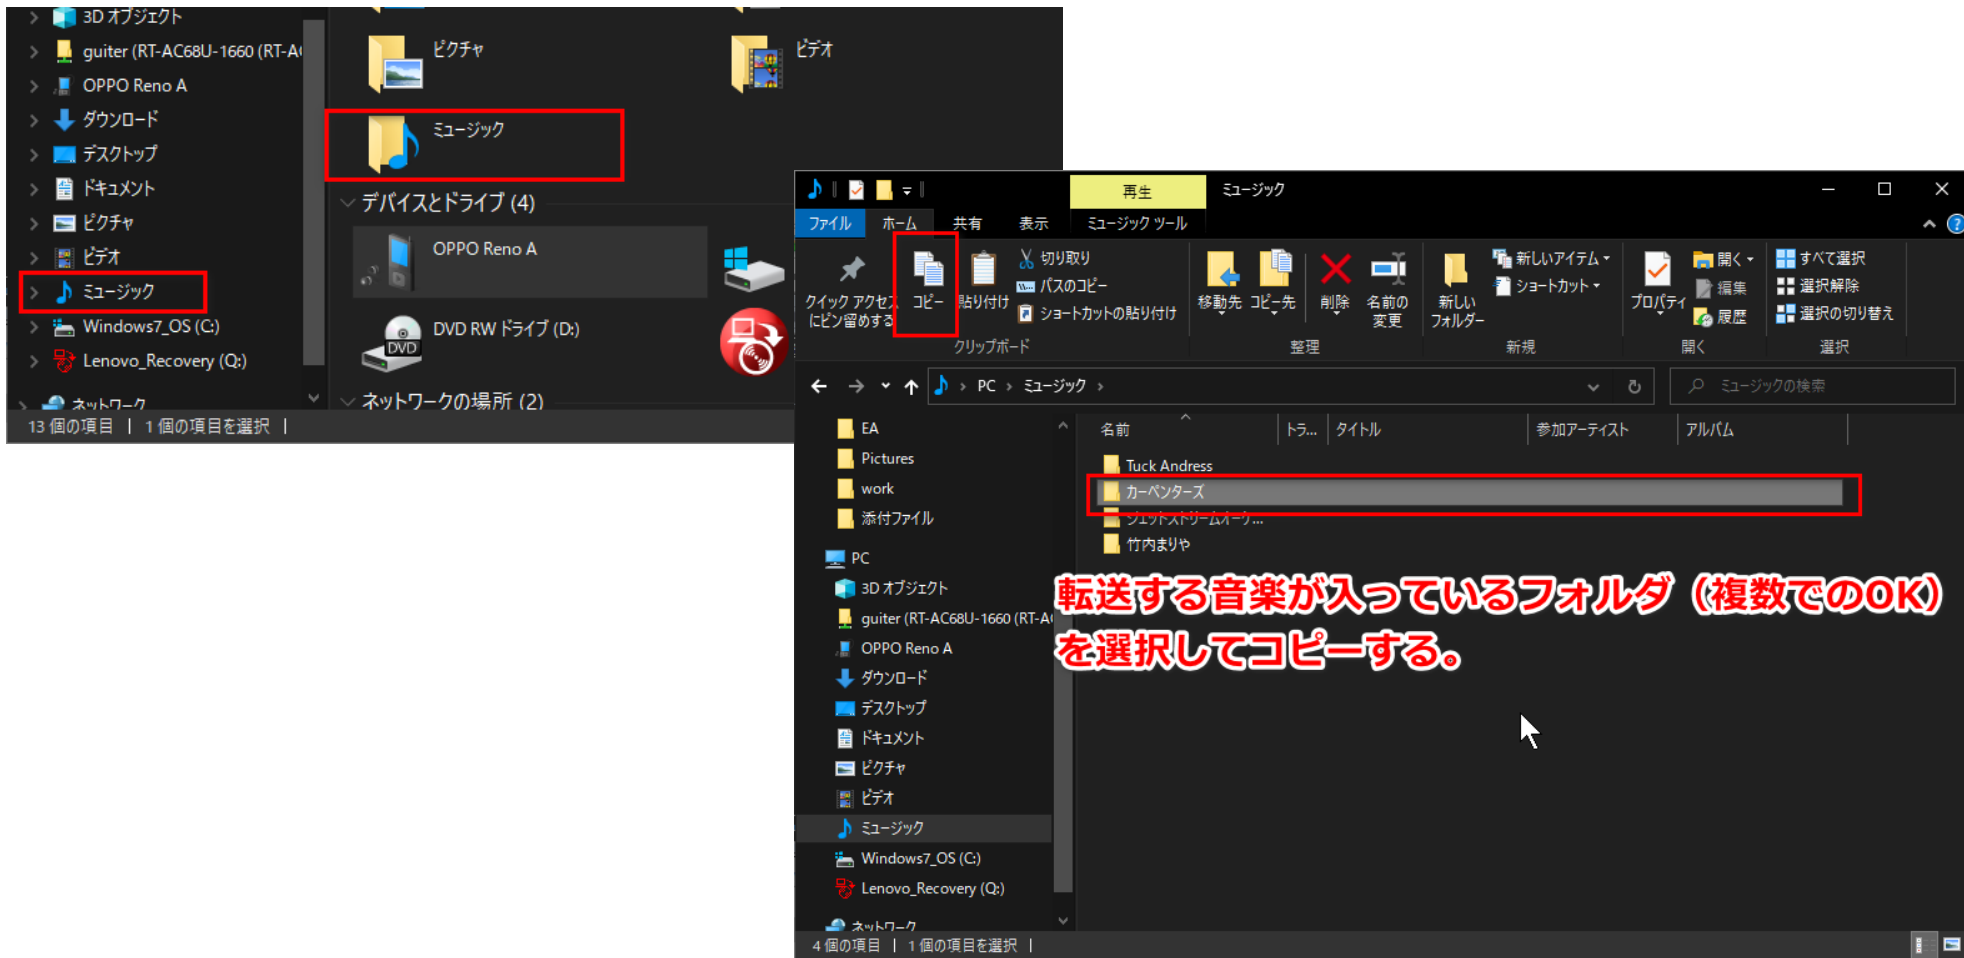 3D オブジェクト
guiter (RT-AC68U-1660 (RT-A
OPPO Reno A
ダウンロード
デスクトップ
ドキュメント
ピクチャ
ビデオ
ミュージック
Windows7_OS (C:)
Lenovo_Recovery (Q:)
ネットワーク
13 個の項目
1 個の項目を選択
ピクチャ
ビデオ
ミュージック
デバイスとドライブ (4)
OPPO Reno A
DVD RW ドライブ (D:)
DVD
ネットワークの場所 (2)
再生
ミュージック
ファイル
ホーム
共有
表示
ミュージック ツール
クイック アクセス
にピン留めする
コピー
貼り付け
切り取り
パスのコピー
ショートカットの貼り付け
クリップボード
移動先
コピー先
削除
名前の
変更
整理
新しい
フォルダー
新しいアイテム
ショートカット
新規
プロパティ
開く
編集
履歴
開く
すべて選択
選択解除
選択の切り替え
選択
PC
ミュージック
ミュージックの検索
EA
Pictures
work
添付ファイル
PC
3D オブジェクト
guiter (RT-AC68U-1660 (RT-A
OPPO Reno A
ダウンロード
デスクトップ
ドキュメント
ピクチャ
ビデオ
ミュージック
Windows7_OS (C:)
Lenovo_Recovery (Q:)
ネットワーク
名前
トラ...
タイトル
参加アーティスト
アルバム
Tuck Andress
カーペンターズ
ジェットストリームオーケ...
竹内まりや
転送する音楽が入っているフォルダ（複数でのOK）
を選択してコピーする。
4 個の項目
1 個の項目を選択